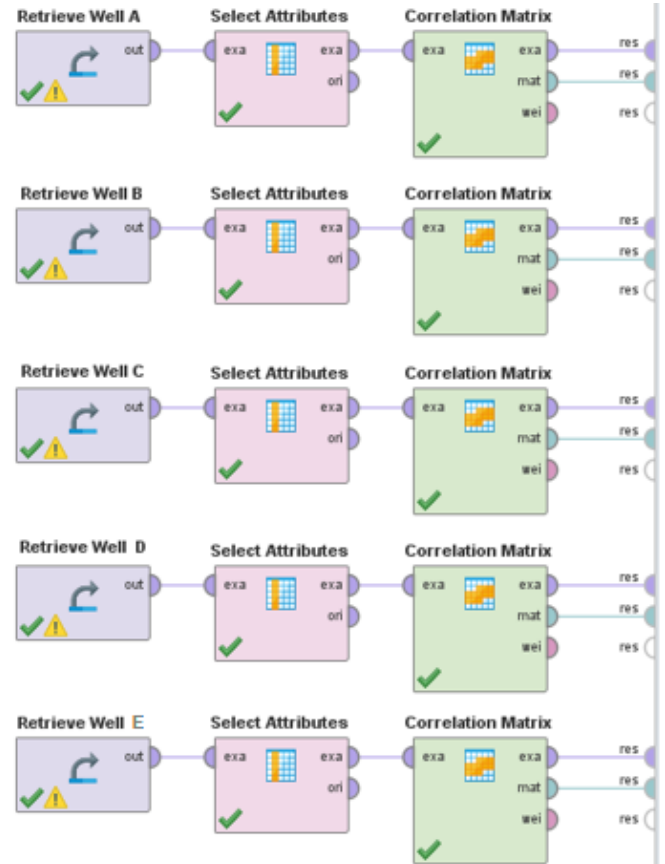 Retrieve Well A Select Attributes Correlation Matrix
out exa exa exa exa res
ori mat res
wei res
Retrieve Well B Select Attributes Correlation Matrix
out exa exa exa exa res
ori mat res
wei res
Retrieve Well C Select Attributes Correlation Matrix
out exa exa exa exa res
ori mat res
wei res
Retrieve Well D Select Attributes Correlation Matrix
out exa exa exa exa res
ori mat res
wei res
Retrieve Well E Select Attributes Correlation Matrix
out exa exa exa exa res
ori mat res
wei res